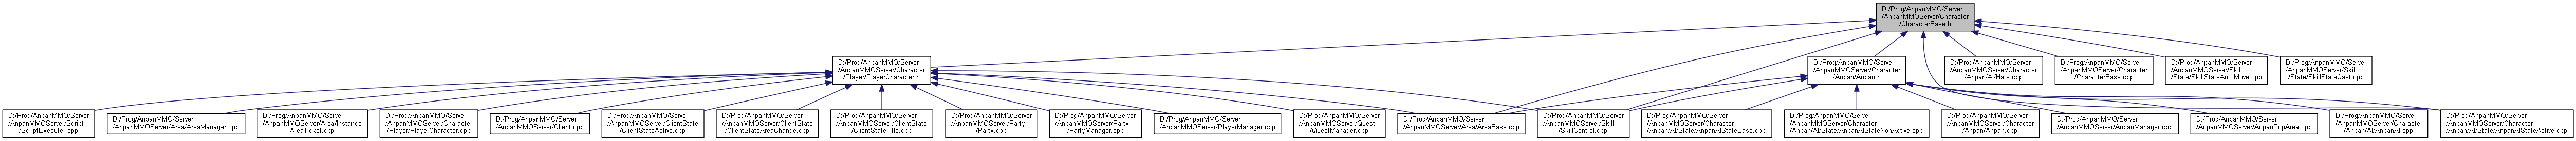 D:/Prog/AnpanMMO/Server
/AnpanMMOServer/Character
/CharacterBase.h
D:/Prog/AnpanMMO/Server
/AnpanMMOServer/Character
/Player/PlayerCharacter.h
D:/Prog/AnpanMMO/Server
/AnpanMMOServer/Character
/Anpan/Anpan.h
D:/Prog/AnpanMMO/Server
/AnpanMMOServer/Character
/Anpan/AI/Hate.cpp
D:/Prog/AnpanMMO/Server
/AnpanMMOServer/Character
/CharacterBase.cpp
D:/Prog/AnpanMMO/Server
/AnpanMMOServer/Skill
/State/SkillStateAutoMove.cpp
D:/Prog/AnpanMMO/Server
/AnpanMMOServer/Skill
/State/SkillStateCast.cpp
D:/Prog/AnpanMMO/Server
/AnpanMMOServer/Script
/ScriptExecuter.cpp
D:/Prog/AnpanMMO/Server
/AnpanMMOServer/Area/AreaManager.cpp
D:/Prog/AnpanMMO/Server
/AnpanMMOServer/Area/Instance
AreaTicket.cpp
D:/Prog/AnpanMMO/Server
/AnpanMMOServer/Character
/Player/PlayerCharacter.cpp
D:/Prog/AnpanMMO/Server
/AnpanMMOServer/Client.cpp
D:/Prog/AnpanMMO/Server
/AnpanMMOServer/ClientState
/ClientStateActive.cpp
D:/Prog/AnpanMMO/Server
/AnpanMMOServer/ClientState
/ClientStateAreaChange.cpp
D:/Prog/AnpanMMO/Server
/AnpanMMOServer/ClientState
/ClientStateTitle.cpp
D:/Prog/AnpanMMO/Server
/AnpanMMOServer/Party
/Party.cpp
D:/Prog/AnpanMMO/Server
/AnpanMMOServer/Party
/PartyManager.cpp
D:/Prog/AnpanMMO/Server
/AnpanMMOServer/PlayerManager.cpp
D:/Prog/AnpanMMO/Server
/AnpanMMOServer/Quest
/QuestManager.cpp
D:/Prog/AnpanMMO/Server
/AnpanMMOServer/Area/AreaBase.cpp
D:/Prog/AnpanMMO/Server
/AnpanMMOServer/Skill
/SkillControl.cpp
D:/Prog/AnpanMMO/Server
/AnpanMMOServer/Character
/Anpan/AI/State/AnpanAIStateBase.cpp
D:/Prog/AnpanMMO/Server
/AnpanMMOServer/Character
/Anpan/AI/State/AnpanAIStateNonActive.cpp
D:/Prog/AnpanMMO/Server
/AnpanMMOServer/Character
/Anpan/Anpan.cpp
D:/Prog/AnpanMMO/Server
/AnpanMMOServer/AnpanManager.cpp
D:/Prog/AnpanMMO/Server
/AnpanMMOServer/AnpanPopArea.cpp
D:/Prog/AnpanMMO/Server
/AnpanMMOServer/Character
/Anpan/AI/AnpanAI.cpp
D:/Prog/AnpanMMO/Server
/AnpanMMOServer/Character
/Anpan/AI/State/AnpanAIStateActive.cpp